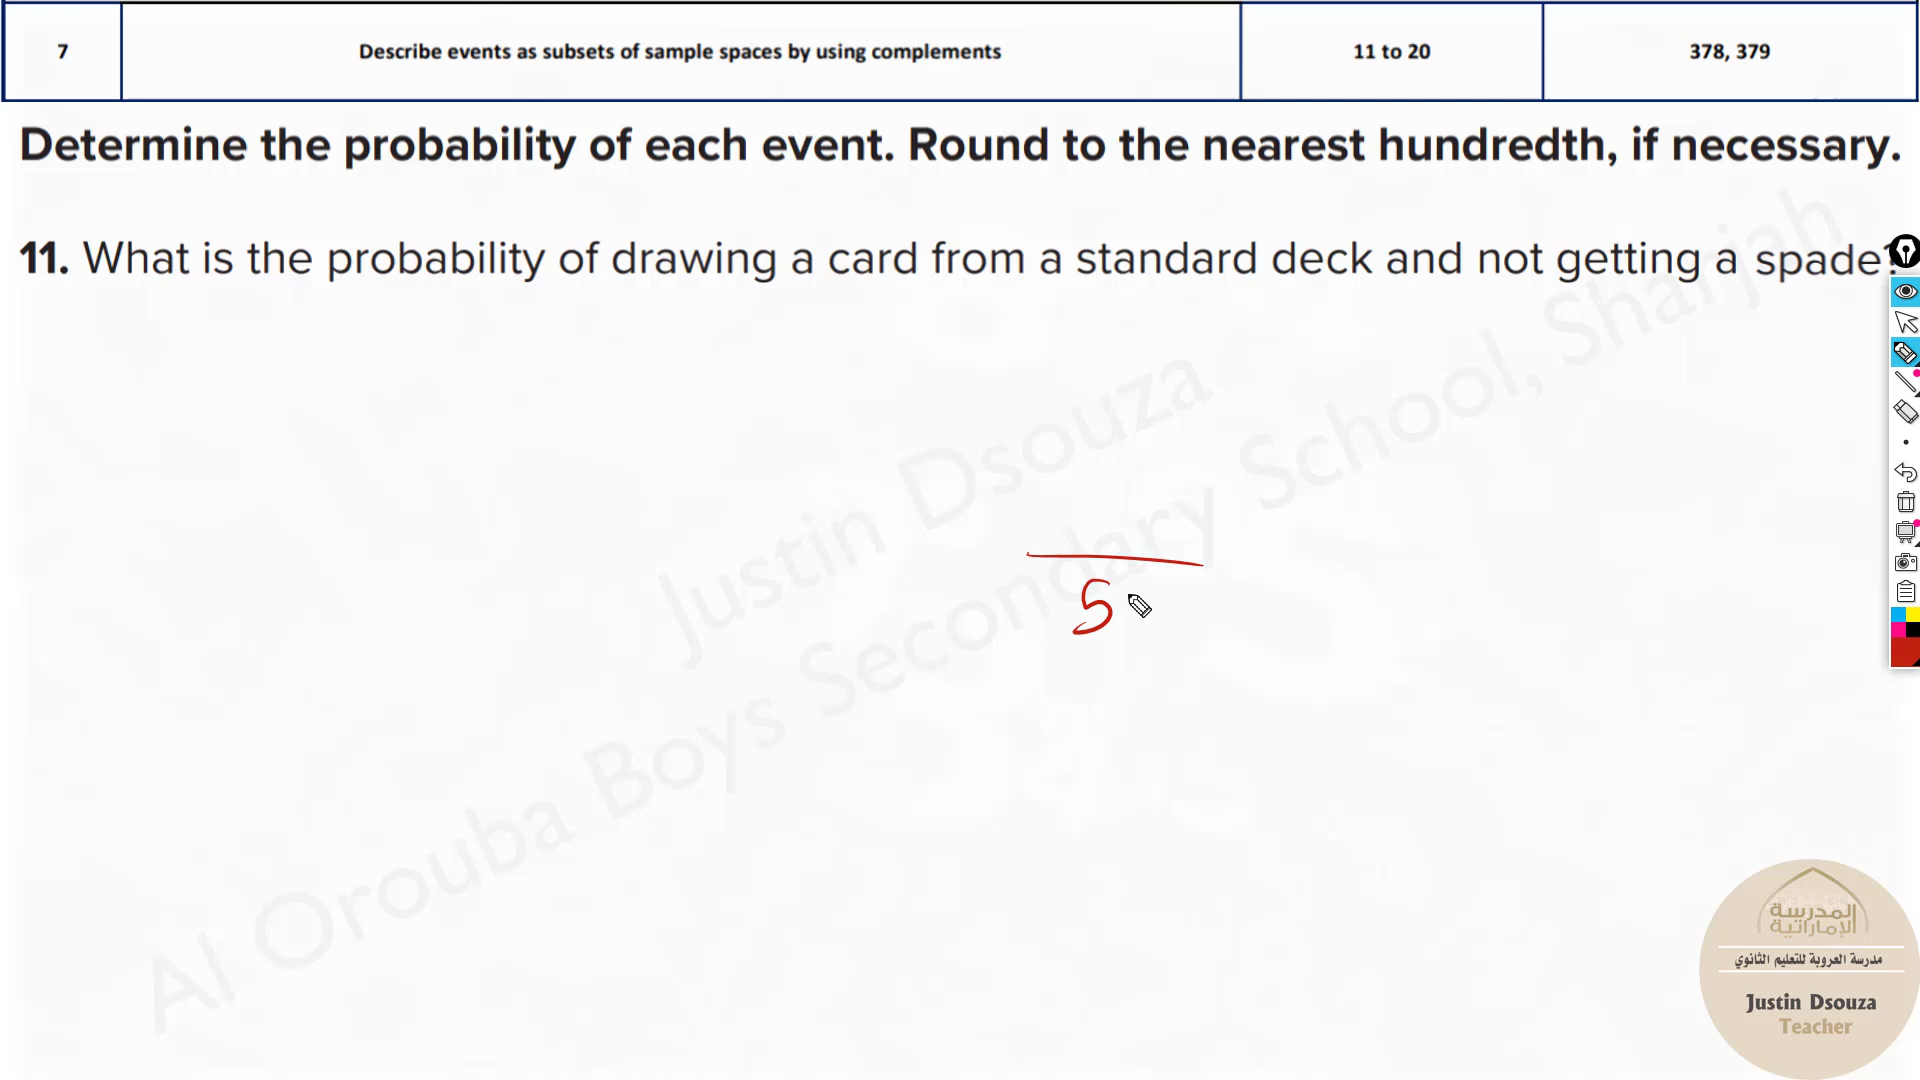 7 Describe events as subsets of sample spaces by using complements 11 to 20 378, 379
Determine the probability of each event. Round to the nearest hundredth, if necessary.
11. What is the probability of drawing a card from a standard deck and not getting a spade?
5
Justin Dsouza
Al Orouba Boys Secondary School, Sharjah
المدرسة
الإماراتية
مدرسة العروبة للتعليم الثانوي
Justin Dsouza
Teacher